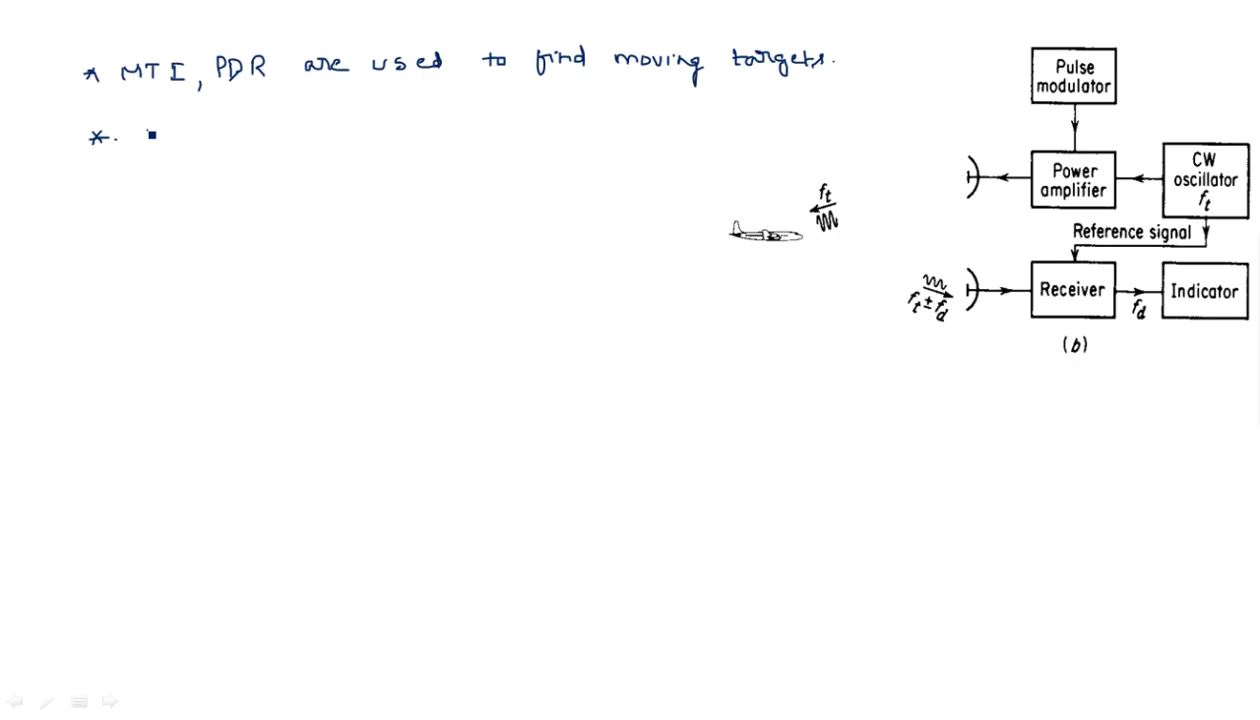 * MTI, PDR are used to find moving targets.
*.
Pulse
modulator
Power
amplifier
CW
oscillator
f_t
f_t
Reference signal
Receiver
f_d
Indicator
f_t ± f_d
(b)